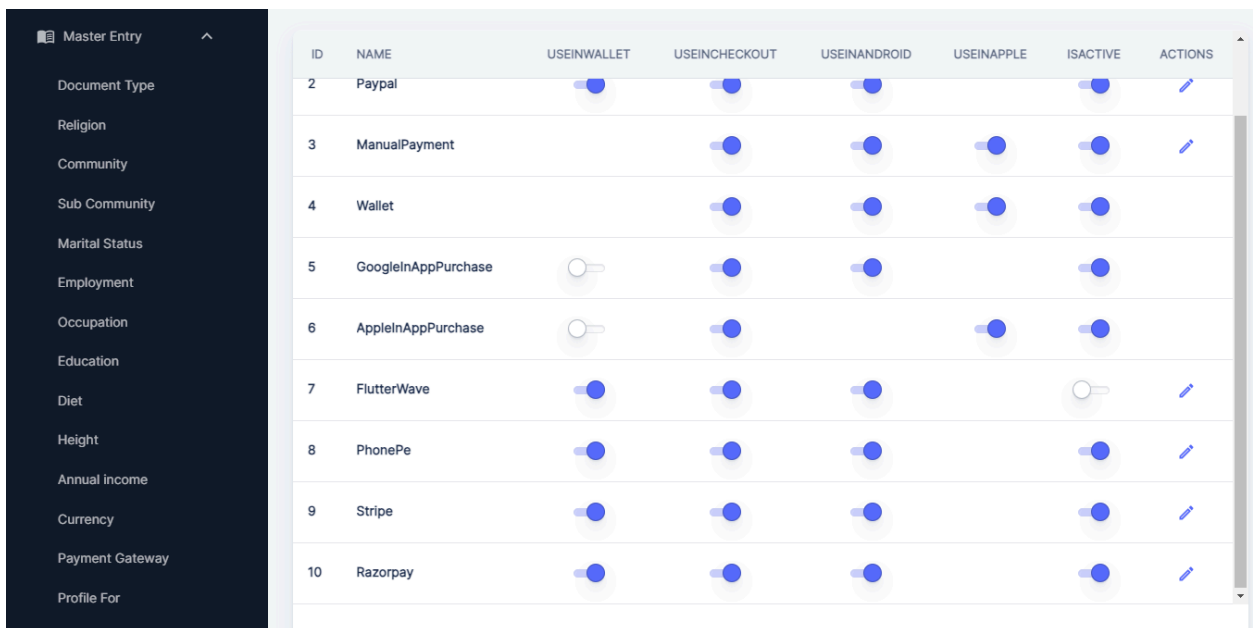 Master Entry
Document Type
Religion
Community
Sub Community
Marital Status
Employment
Occupation
Education
Diet
Height
Annual income
Currency
Payment Gateway
Profile For
ID NAME USEINWALLET USEINCHECKOUT USEINANDROID USEINAPPLE ISACTIVE ACTIONS
2 Paypal
3 ManualPayment
4 Wallet
5 GoogleInAppPurchase
6 AppleInAppPurchase
7 FlutterWave
8 PhonePe
9 Stripe
10 Razorpay